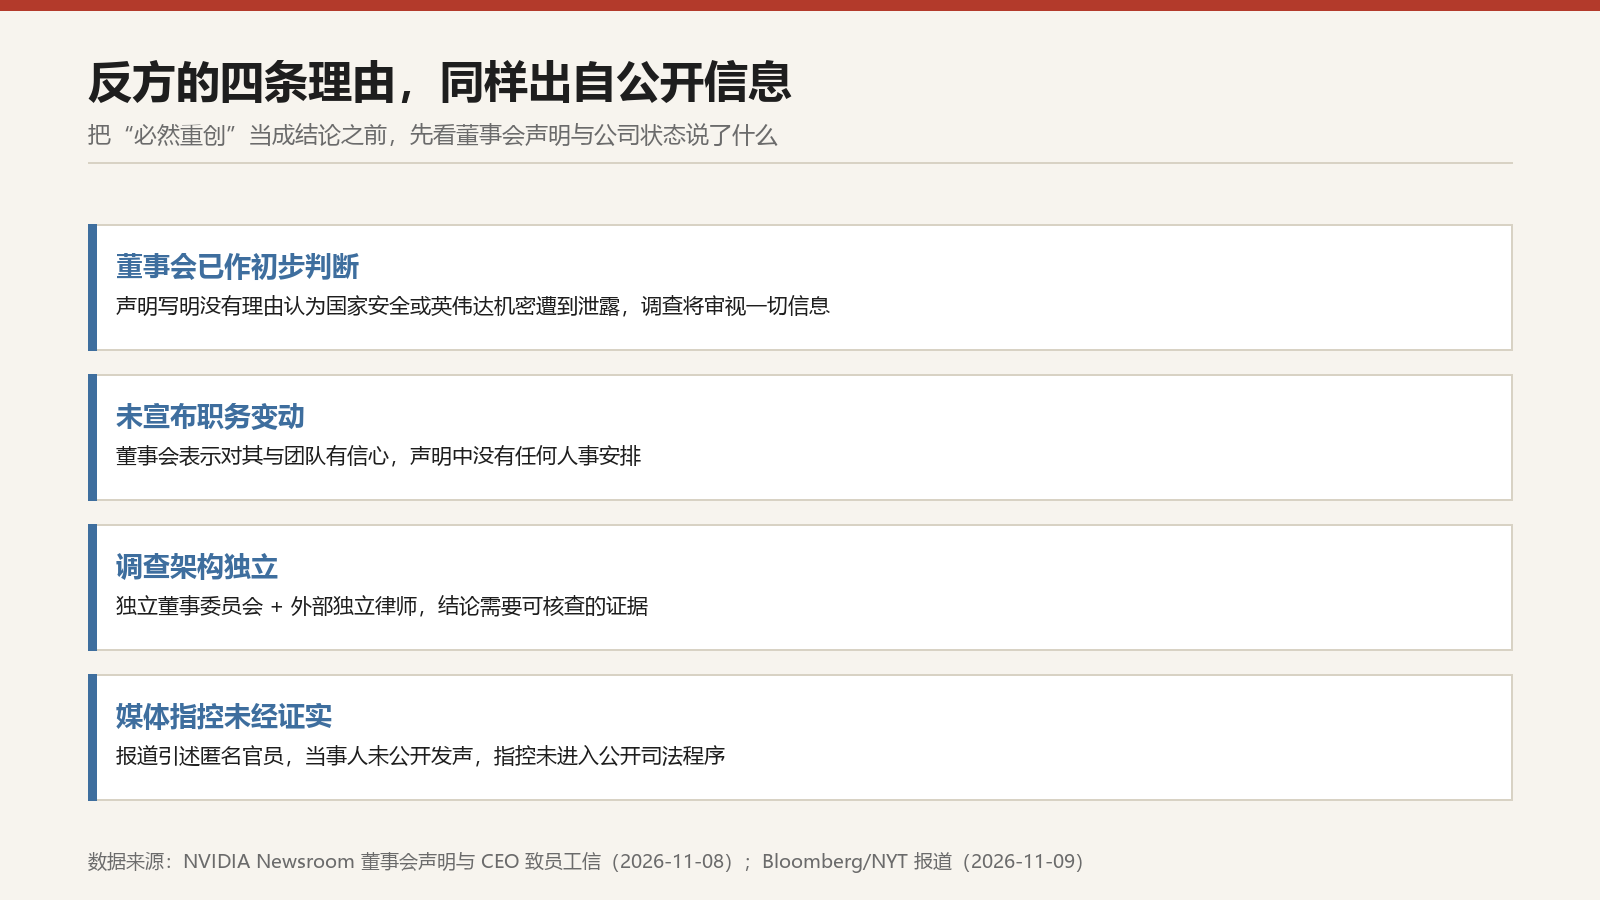 反方的四条理由，同样出自公开信息
把“必然重创”当成结论之前，先看董事会声明与公司状态说了什么
董事会已作初步判断
声明写明没有理由认为国家安全或英伟达机密遭到泄露，调查将审视一切信息
未宣布职务变动
董事会表示对其与团队有信心，声明中没有任何人事安排
调查架构独立
独立董事委员会 + 外部独立律师，结论需要可核查的证据
媒体指控未经证实
报道引述匿名官员，当事人未公开发声，指控未进入公开司法程序
数据来源：NVIDIA Newsroom 董事会声明与 CEO 致员工信（2026-11-08）；Bloomberg/NYT 报道（2026-11-09）